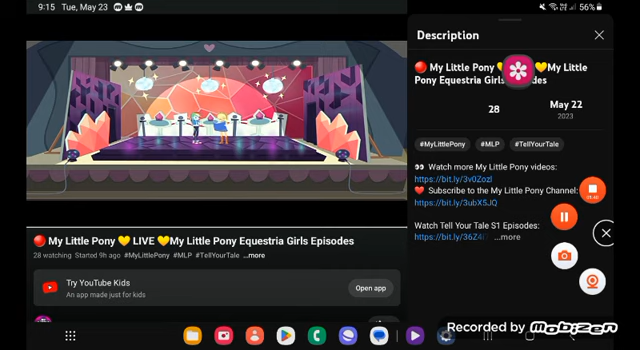 9:15 Tue, May 23
56%
Description
🔴 My Little Pony 💛My Little
Pony Equestria Girls
28
May 22
2023
#MyLittlePony #MLP #TellYourTale
👀 Watch more My Little Pony videos:
https://bit.ly/3v0Zozl
❤️ Subscribe to the My Little Pony Channel:
https://bit.ly/3ubX5JQ
Watch Tell Your Tale S1 Episodes:
...more
🔴 My Little Pony 💛 LIVE 💛My Little Pony Equestria Girls Episodes
28 watching Started 9h ago #MyLittlePony #MLP #TellYourTale ...more
Try YouTube Kids
An app made just for kids
Open app
Recorded by mobizen